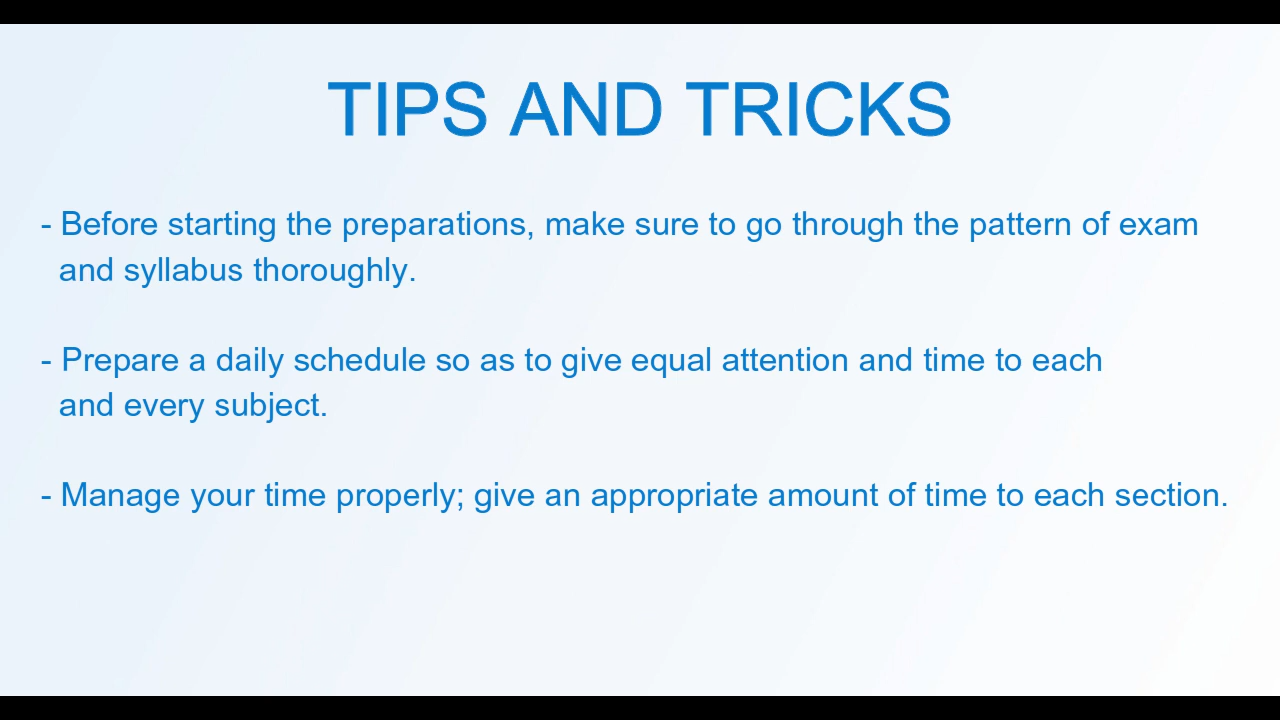 TIPS AND TRICKS
- Before starting the preparations, make sure to go through the pattern of exam
and syllabus thoroughly.
- Prepare a daily schedule so as to give equal attention and time to each
and every subject.
- Manage your time properly; give an appropriate amount of time to each section.